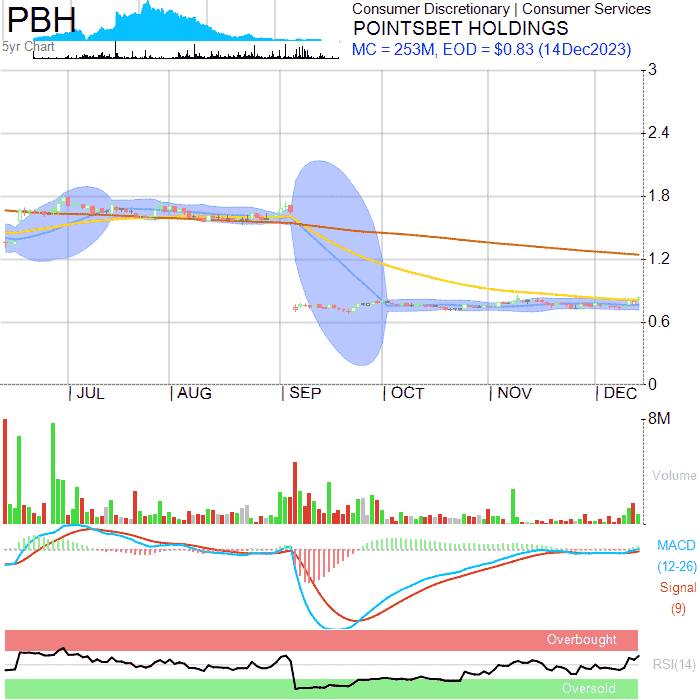 PBH
5yr Chart
Consumer Discretionary | Consumer Services
POINTSBET HOLDINGS
MC = 253M, EOD = $0.83 (14Dec2023)
3
2.4
1.8
1.2
0.6
0
| JUL | AUG | SEP | OCT | NOV | DEC
8M
Volume
MACD
(12-26)
Signal
(9)
Overbought
RSI(14)
Oversold